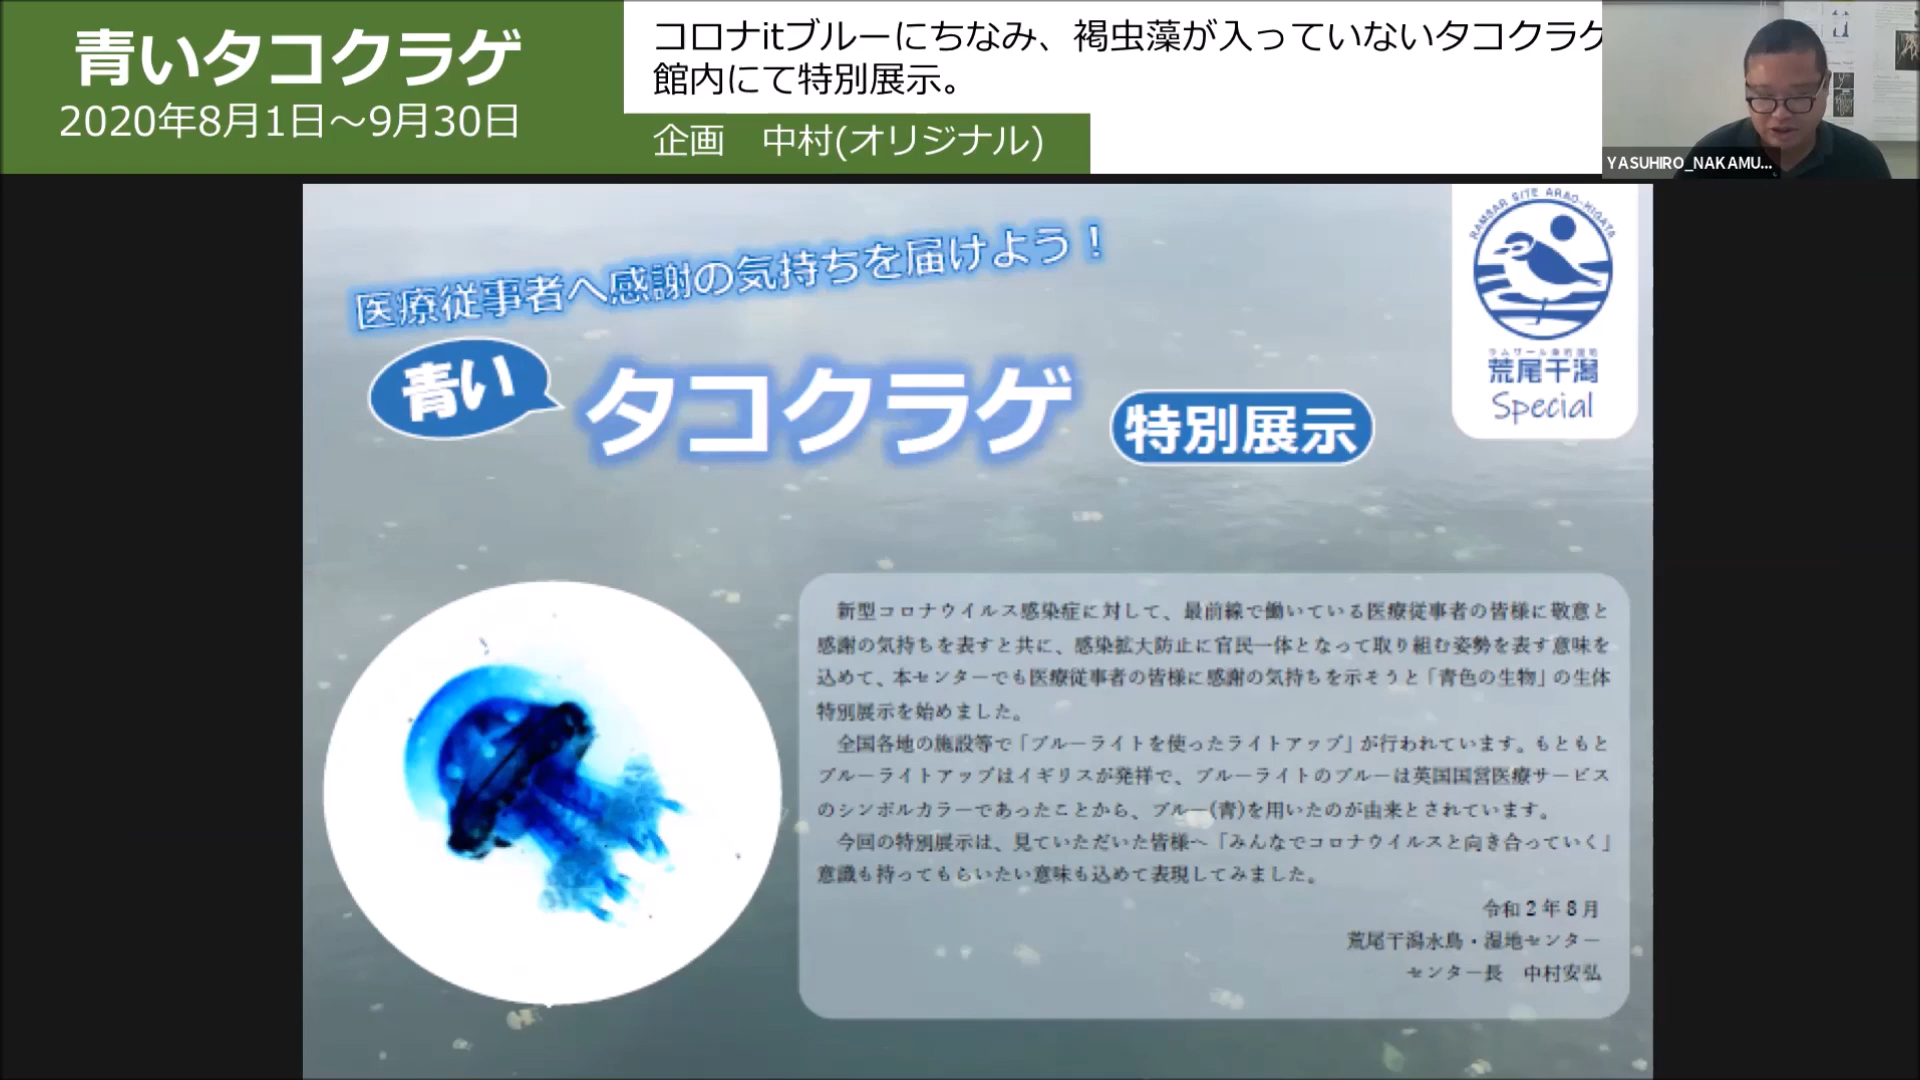 青いタコクラゲ
2020年8月1日～9月30日
コロナitブルーにちなみ、褐虫藻が入っていないタコクラゲ
館内にて特別展示。
企画　中村(オリジナル)
YASUHIRO_NAKAMU...
RAMSAR SITE ARAO-HIGATA
ラムサール条約湿地
荒尾干潟
Special
医療従事者へ感謝の気持ちを届けよう！
青い
タコクラゲ
特別展示
新型コロナウイルス感染症に対して、最前線で働いている医療従事者の皆様に敬意と
感謝の気持ちを表すと共に、感染拡大防止に官民一体となって取り組む姿勢を表す意味を
込めて、本センターでも医療従事者の皆様に感謝の気持ちを示そうと「青色の生物」の生体
特別展示を始めました。
全国各地の施設等で「ブルーライトを使ったライトアップ」が行われています。もともと
ブルーライトアップはイギリスが発祥で、ブルーライトのブルーは英国国営医療サービス
のシンボルカラーであったことから、ブルー(青)を用いたのが由来とされています。
今回の特別展示は、見ていただいた皆様へ「みんなでコロナウイルスと向き合っていく」
意識も持ってもらいたい意味も込めて表現してみました。
令和2年8月
荒尾干潟水鳥・湿地センター
センター長　中村安弘